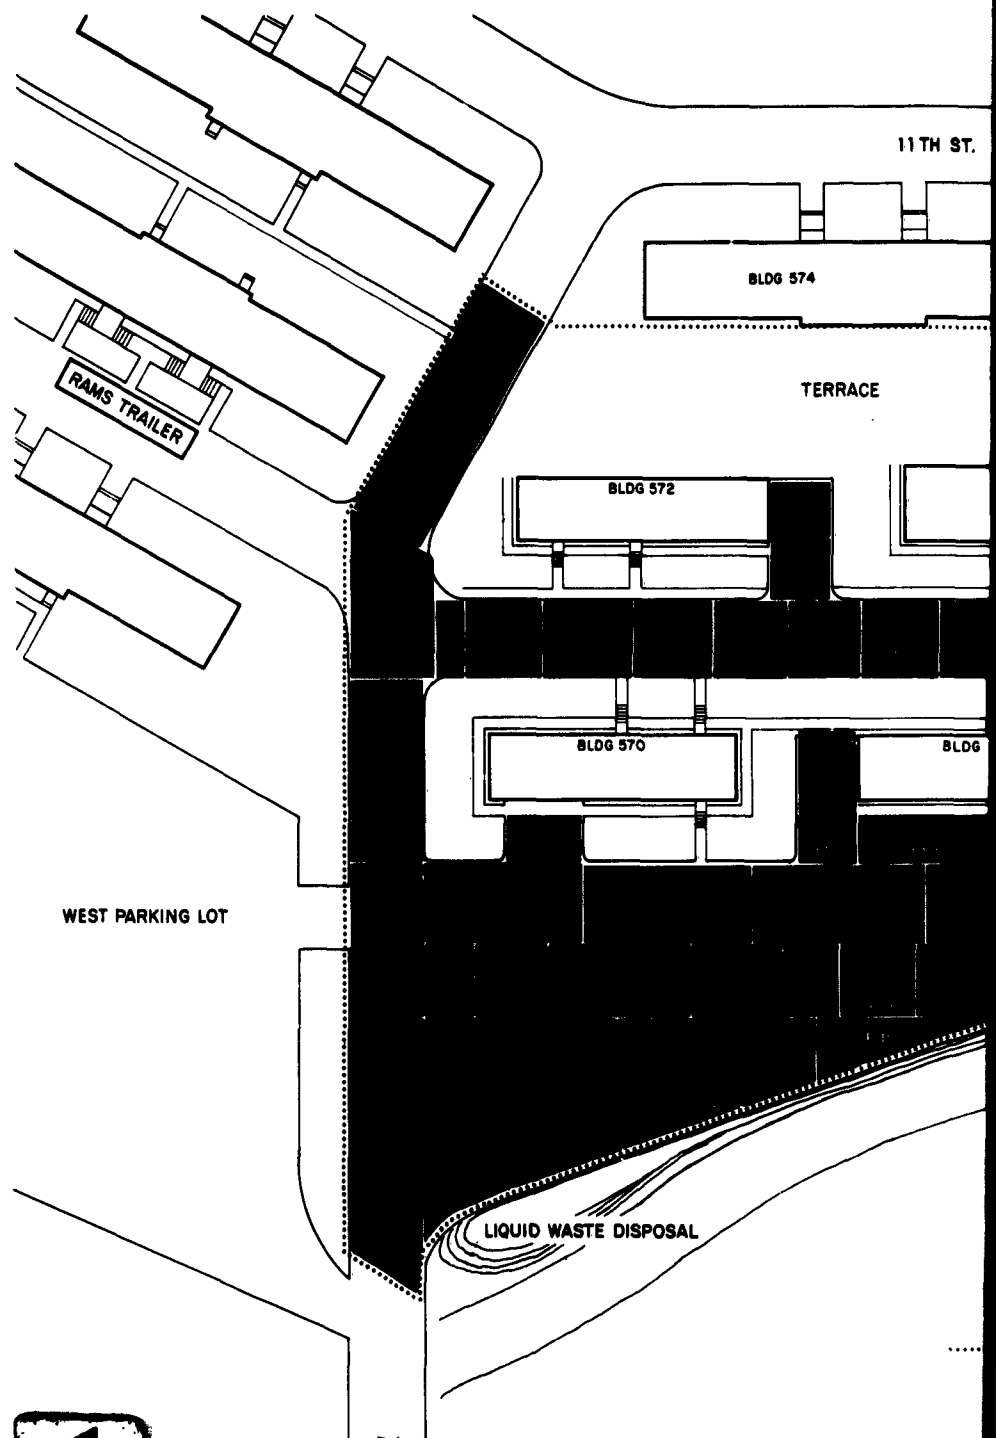 11TH ST.
BLDG 574
TERRACE
RAMS TRAILER
BLDG 572
BLDG 570
BLDG
WEST PARKING LOT
LIQUID WASTE DISPOSAL